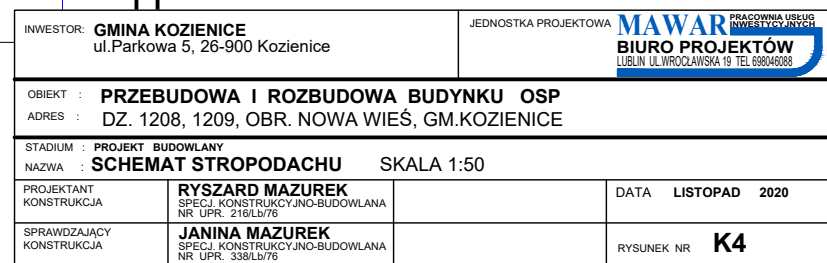 INWESTOR: GMINA KOZIENICE
ul.Parkowa 5, 26-900 Kozienice
JEDNOSTKA PROJEKTOWA
MAWAR PRACOWNIA USŁUG INWESTYCYJNYCH
BIURO PROJEKTÓW
LUBLIN UL.WROCŁAWSKA 19 TEL 698046088
OBIEKT : PRZEBUDOWA I ROZBUDOWA BUDYNKU OSP
ADRES : DZ. 1208, 1209, OBR. NOWA WIEŚ, GM.KOZIENICE
STADIUM : PROJEKT BUDOWLANY
NAZWA : SCHEMAT STROPODACHU SKALA 1:50
PROJEKTANT
KONSTRUKCJA
RYSZARD MAZUREK
SPECJ. KONSTRUKCYJNO-BUDOWLANA
NR UPR. 216/Lb/76
DATA LISTOPAD 2020
SPRAWDZAJĄCY
KONSTRUKCJA
JANINA MAZUREK
SPECJ. KONSTRUKCYJNO-BUDOWLANA
NR UPR. 338/Lb/76
RYSUNEK NR K4